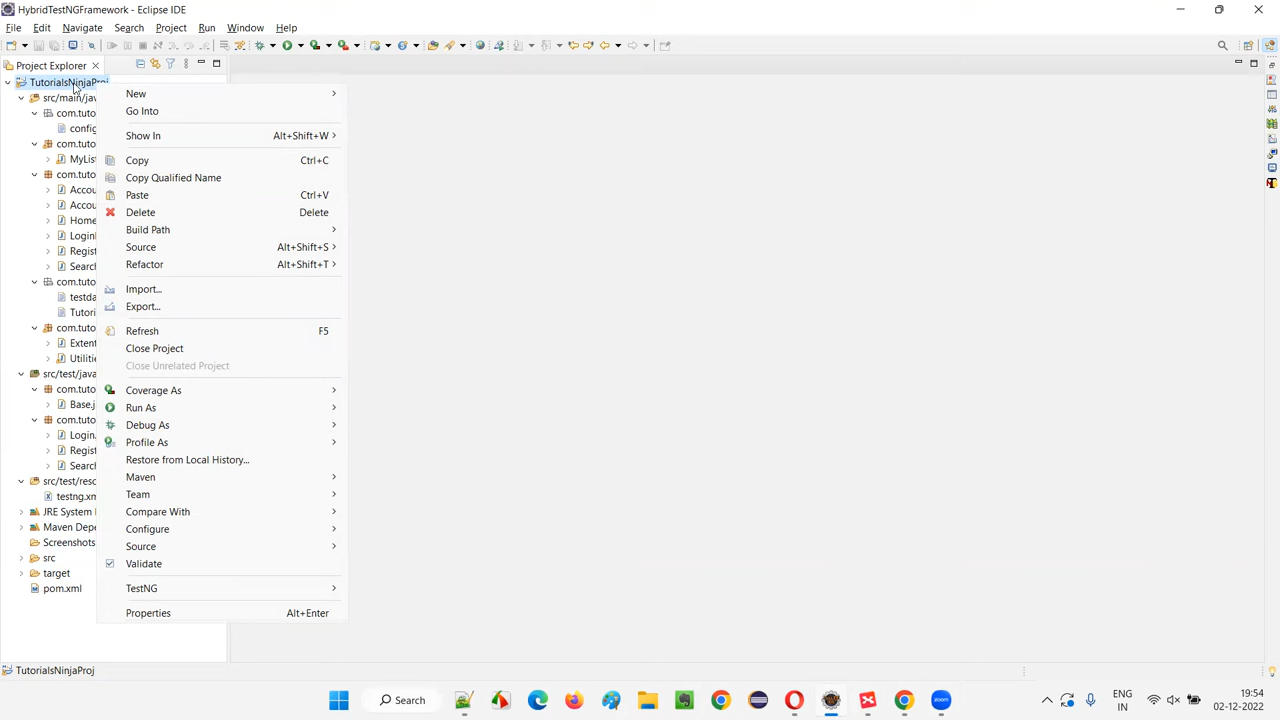 HybridTestNGFramework - Eclipse IDE
File Edit Navigate Search Project Run Window Help
Project Explorer
TutorialsNinjaProj
src/main/jav
com.tuto
config
com.tuto
MyList
com.tuto
Accou
Accou
Home
Login
Regist
Search
com.tuto
testda
Tutori
com.tuto
Extent
Utilitie
src/test/java
com.tuto
Base.j
com.tuto
Login.
Regist
Search
src/test/reso
testng.xm
JRE System
Maven Depe
Screenshots
src
target
pom.xml
New
Go Into
Show In Alt+Shift+W
Copy Ctrl+C
Copy Qualified Name
Paste Ctrl+V
Delete Delete
Build Path
Source Alt+Shift+S
Refactor Alt+Shift+T
Import...
Export...
Refresh F5
Close Project
Close Unrelated Project
Coverage As
Run As
Debug As
Profile As
Restore from Local History...
Maven
Team
Compare With
Configure
Source
Validate
TestNG
Properties Alt+Enter
TutorialsNinjaProj
Search
zoom
ENG
IN
19:54
02-12-2022